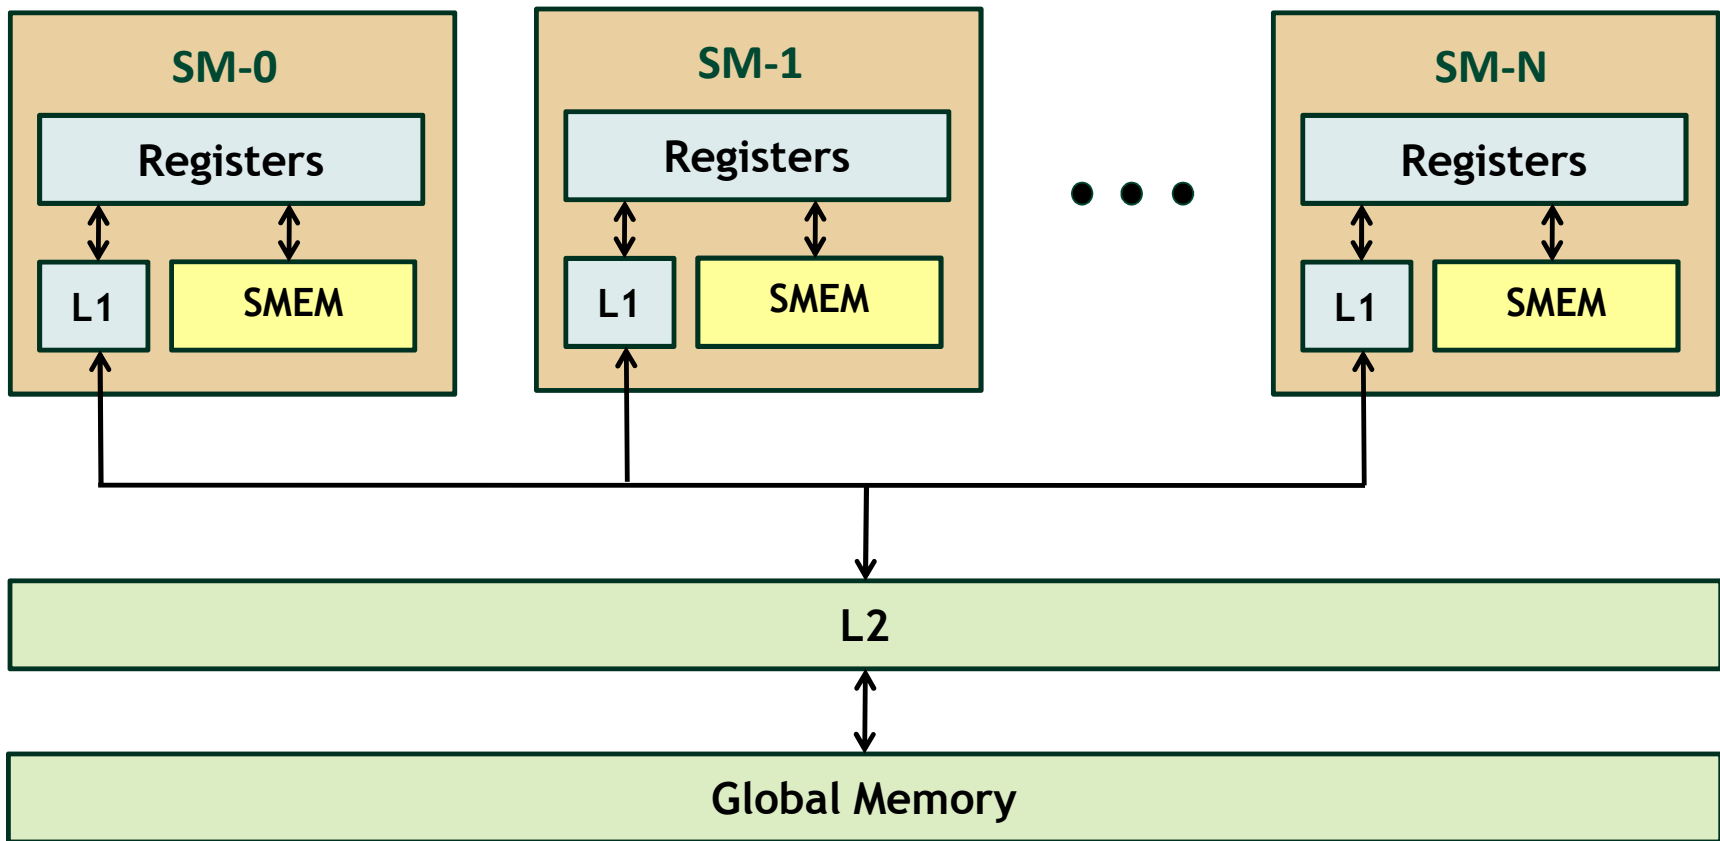 SM-0
Registers
L1
SMEM
SM-1
Registers
L1
SMEM
SM-N
Registers
L1
SMEM
L2
Global Memory